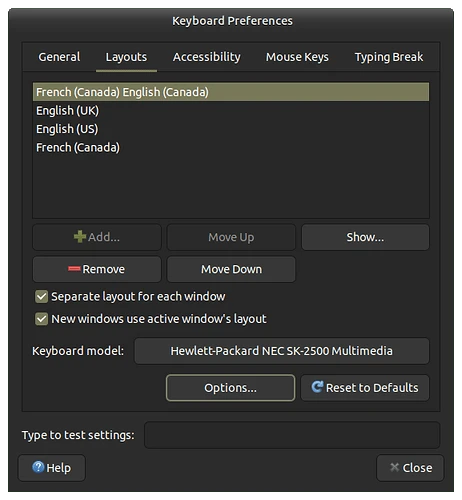 Keyboard Preferences
General Layouts Accessibility Mouse Keys Typing Break
French (Canada) English (Canada)
English (UK)
English (US)
French (Canada)
Add... Move Up Show...
Remove Move Down
Separate layout for each window
New windows use active window's layout
Keyboard model: Hewlett-Packard NEC SK-2500 Multimedia
Options... Reset to Defaults
Type to test settings:
Help Close